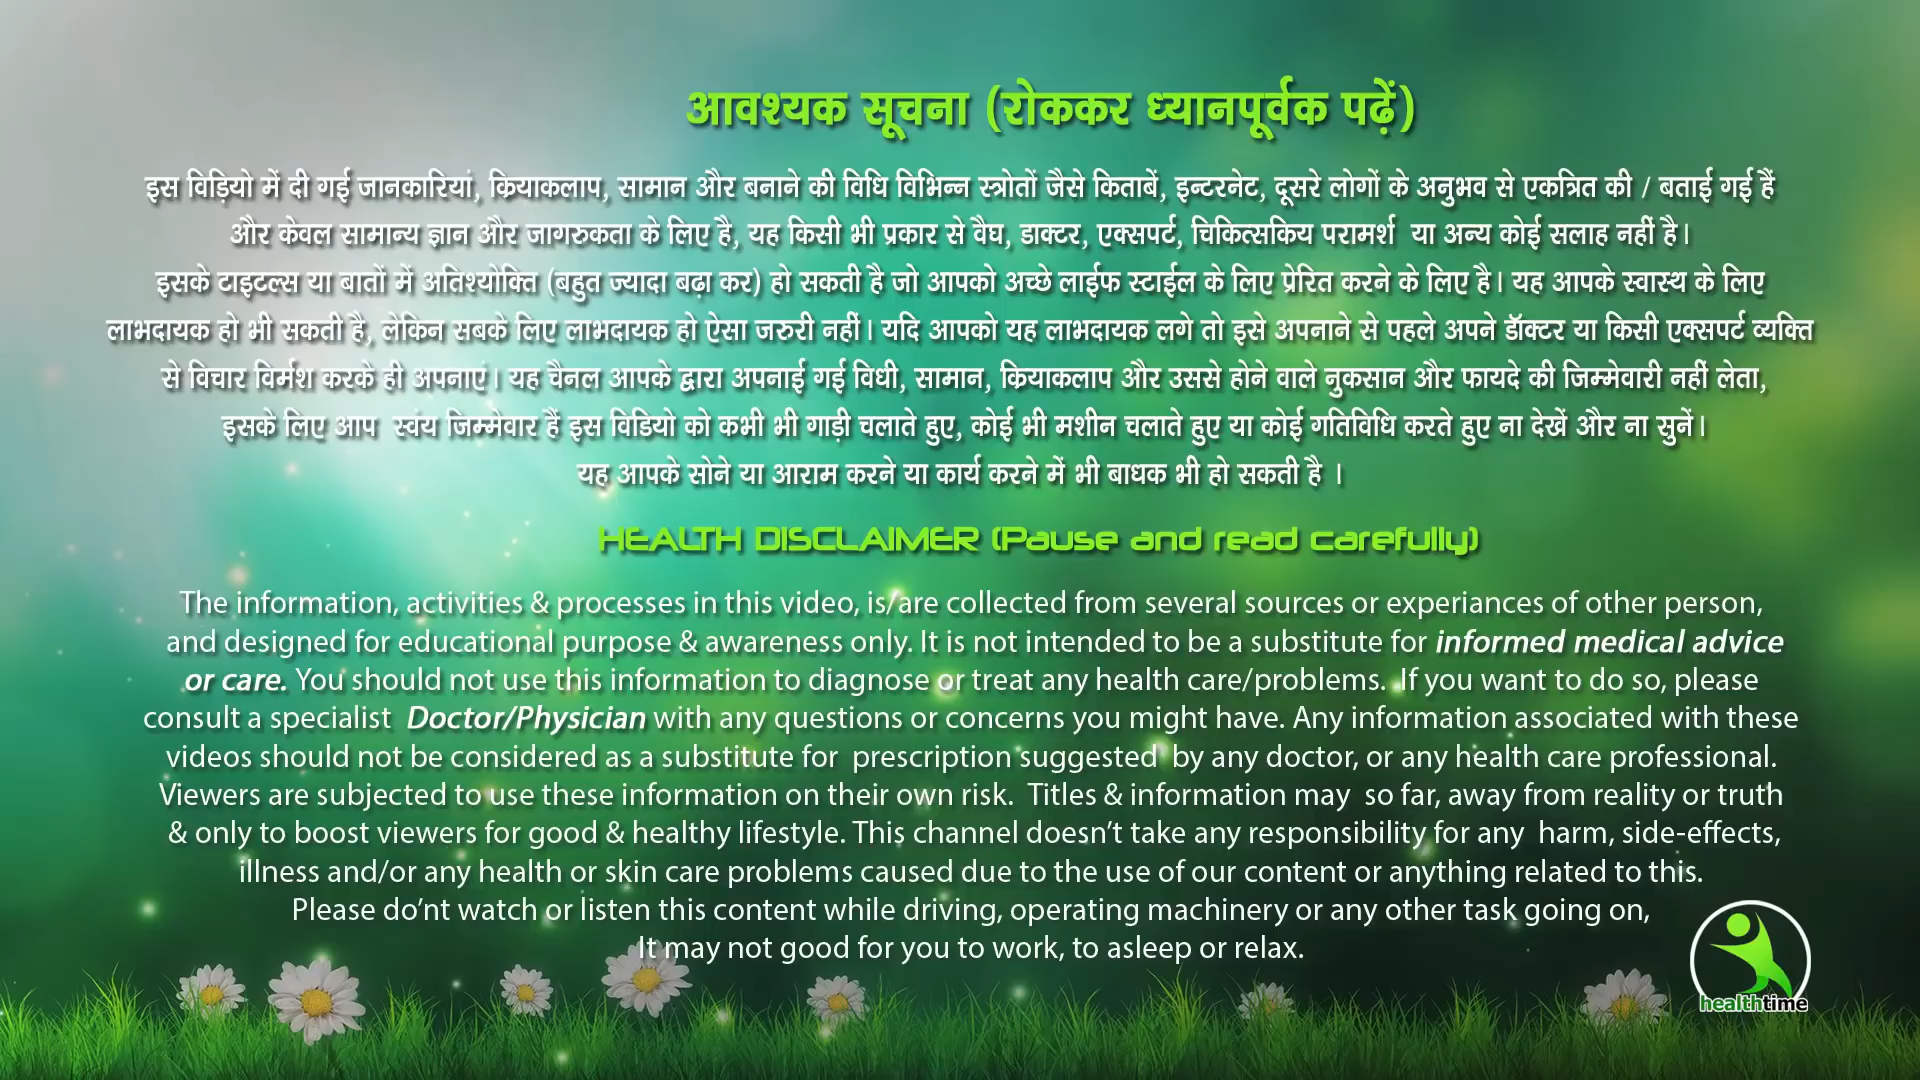 आवश्यक सूचना (रोककर ध्यानपूर्वक पढ़ें)
इस विड़ियो में दी गई जानकारियां, क्रियाकलाप, सामान और बनाने की विधि विभिन्न स्त्रोतों जैसे किताबें, इन्टरनेट, दूसरे लोगों के अनुभव से एकत्रित की / बताई गई हैं
और केवल सामान्य ज्ञान और जागरुकता के लिए है, यह किसी भी प्रकार से वैघ, डाक्टर, एक्सपर्ट, चिकित्सकिय परामर्श या अन्य कोई सलाह नहीं है।
इसके टाइटल्स या बातों में अतिश्योक्ति (बहुत ज्यादा बढ़ा कर) हो सकती है जो आपको अच्छे लाईफ स्टाईल के लिए प्रेरित करने के लिए है। यह आपके स्वास्थ के लिए
लाभदायक हो भी सकती है, लेकिन सबके लिए लाभदायक हो ऐसा जरुरी नहीं। यदि आपको यह लाभदायक लगे तो इसे अपनाने से पहले अपने डॉक्टर या किसी एक्सपर्ट व्यक्ति
से विचार विर्मश करके ही अपनाएं। यह चैनल आपके द्वारा अपनाई गई विधी, सामान, क्रियाकलाप और उससे होने वाले नुकसान और फायदे की जिम्मेवारी नहीं लेता,
इसके लिए आप स्वंय जिम्मेवार हैं इस विडियो को कभी भी गाड़ी चलाते हुए, कोई भी मशीन चलाते हुए या कोई गतिविधि करते हुए ना देखें और ना सुनें।
यह आपके सोने या आराम करने या कार्य करने में भी बाधक भी हो सकती है ।
HEALTH DISCLAIMER (Pause and read carefully)
The information, activities & processes in this video, is/are collected from several sources or experiances of other person,
and designed for educational purpose & awareness only. It is not intended to be a substitute for informed medical advice
or care. You should not use this information to diagnose or treat any health care/problems. If you want to do so, please
consult a specialist Doctor/Physician with any questions or concerns you might have. Any information associated with these
videos should not be considered as a substitute for prescription suggested by any doctor, or any health care professional.
Viewers are subjected to use these information on their own risk. Titles & information may so far, away from reality or truth
& only to boost viewers for good & healthy lifestyle. This channel doesn't take any responsibility for any harm, side-effects,
illness and/or any health or skin care problems caused due to the use of our content or anything related to this.
Please do'nt watch or listen this content while driving, operating machinery or any other task going on,
It may not good for you to work, to asleep or relax.
healthtime